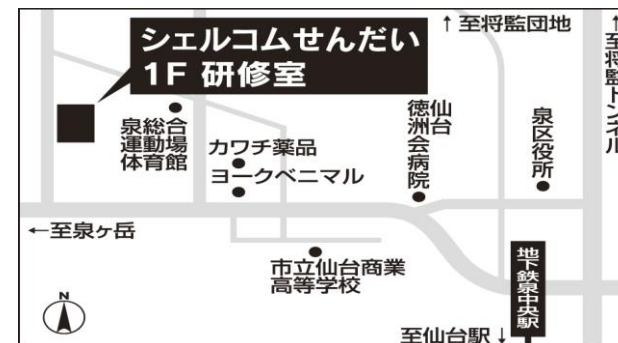 シェルコムせんだい
1F 研修室
↑至将監団地
↑至将監トンネル
泉総合
運動場
体育館
カワチ薬品
ヨークベニマル
仙台
徳洲会病院
泉区役所
←至泉ヶ岳
市立仙台商業
高等学校
地下鉄泉中央駅
至仙台駅↓
N